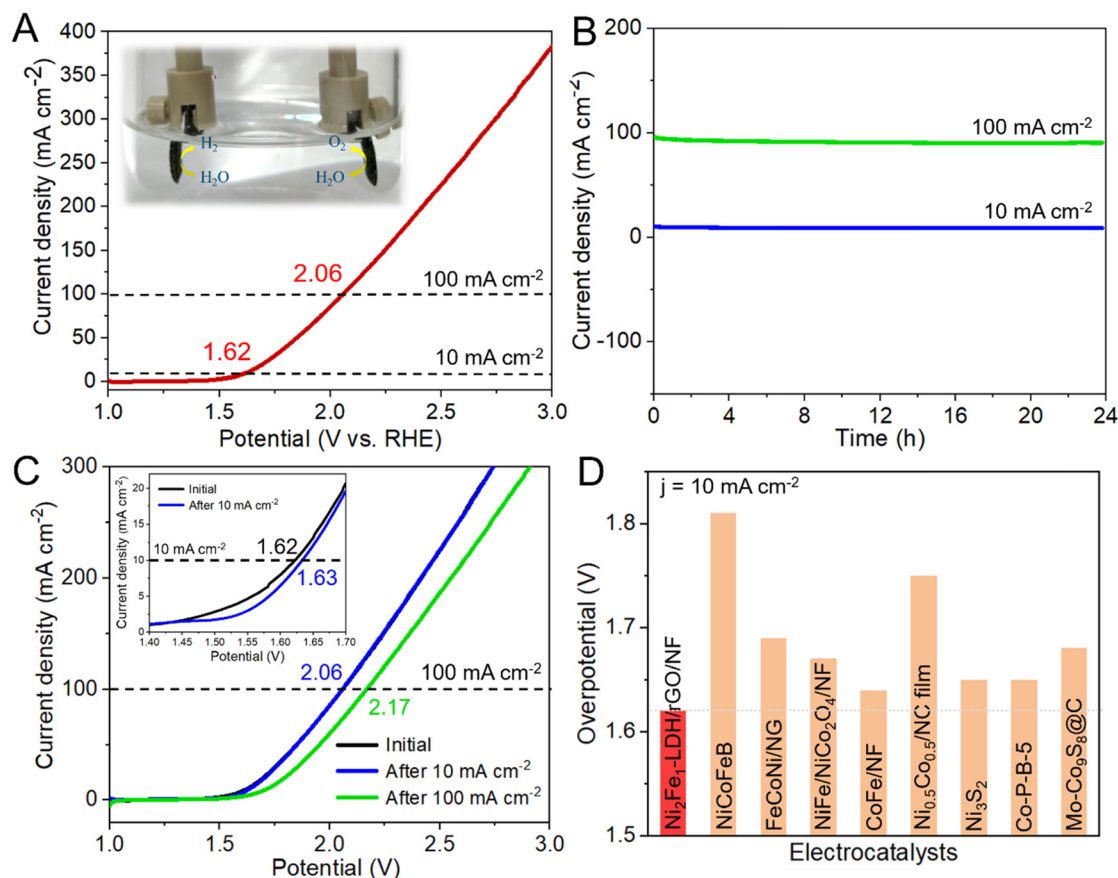 A
Current density (mA cm⁻²)
400
350
300
250
200
150
100
50
0
H₂
H₂O
O₂
H₂O
2.06
100 mA cm⁻²
1.62
10 mA cm⁻²
1.0
1.5
2.0
2.5
3.0
Potential (V vs. RHE)
B
Current density (mA cm⁻²)
200
100
0
-100
100 mA cm⁻²
10 mA cm⁻²
0
4
8
12
16
20
24
Time (h)
C
Current density (mA cm⁻²)
300
200
100
0
Current density (mA cm⁻²)
20
15
10
5
0
Initial
After 10 mA cm⁻²
10 mA cm⁻²
1.62
1.63
1.40
1.45
1.50
1.55
1.60
1.65
1.70
Potential (V)
2.06
100 mA cm⁻²
2.17
Initial
After 10 mA cm⁻²
After 100 mA cm⁻²
1.0
1.5
2.0
2.5
3.0
Potential (V)
D
j = 10 mA cm⁻²
Overpotential (V)
1.8
1.7
1.6
1.5
Ni₂Fe₁-LDH/rGO/NF
NiCoFeB
FeCoNi/NG
NiFe/NiCo₂O₄/NF
CoFe/NF
Ni₀.₅Co₀.₅/NC film
Ni₃S₂
Co-P-B-5
Mo-Co₉S₈@C
Electrocatalysts